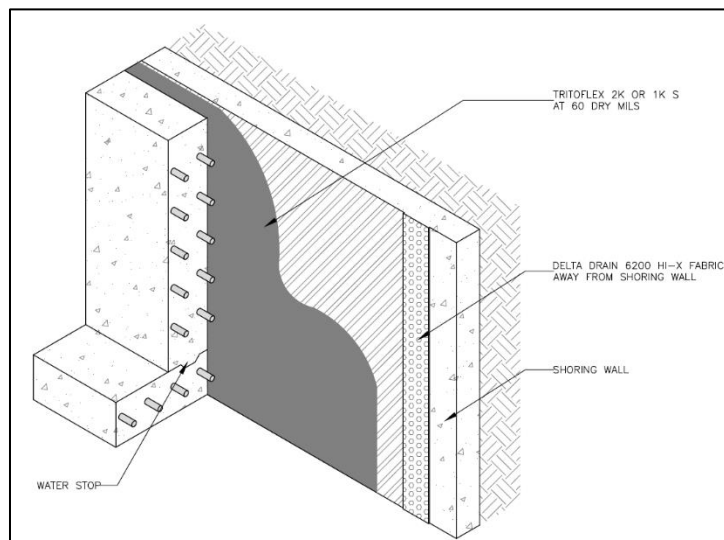 TRITOFLEX 2K OR 1K S
AT 60 DRY MILS
DELTA DRAIN 6200 HI-X FABRIC
AWAY FROM SHORING WALL
SHORING WALL
WATER STOP